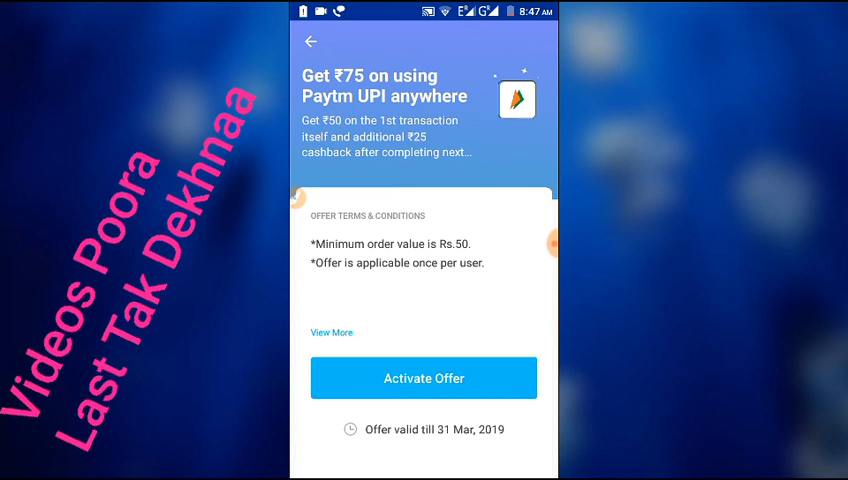 Videos Poora
Last Tak Dekhnaa
8:47 AM
Get ₹75 on using
Paytm UPI anywhere
Get ₹50 on the 1st transaction
itself and additional ₹25
cashback after completing next...
OFFER TERMS & CONDITIONS
*Minimum order value is Rs.50.
*Offer is applicable once per user.
View More
Activate Offer
Offer valid till 31 Mar, 2019